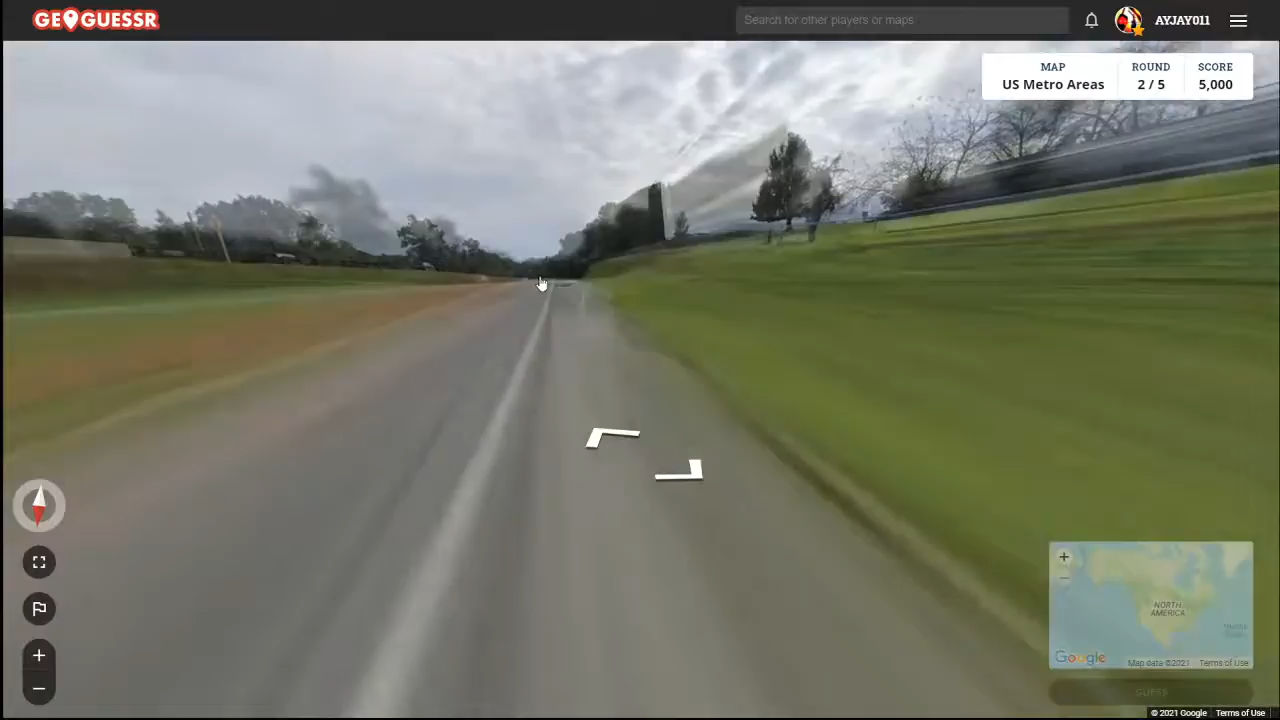 GEOGUESSR
Search for other players or maps
AYJAY011
MAP
US Metro Areas
ROUND
2 / 5
SCORE
5,000
+
−
+
−
NORTH
AMERICA
Google
Map data ©2021
Terms of Use
GUESS
© 2021 Google
Terms of Use